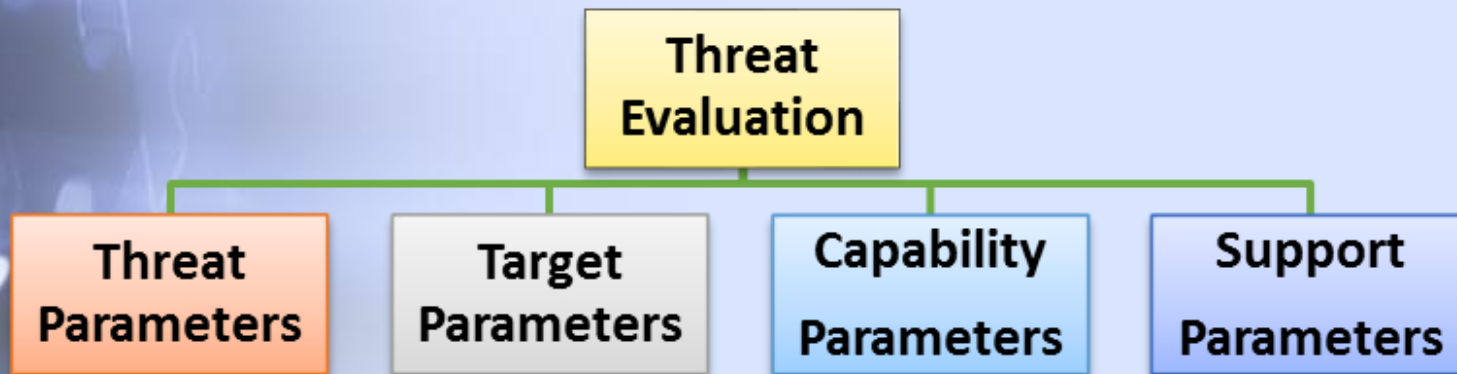 Threat
Evaluation
Threat
Parameters
Target
Parameters
Capability
Parameters
Support
Parameters